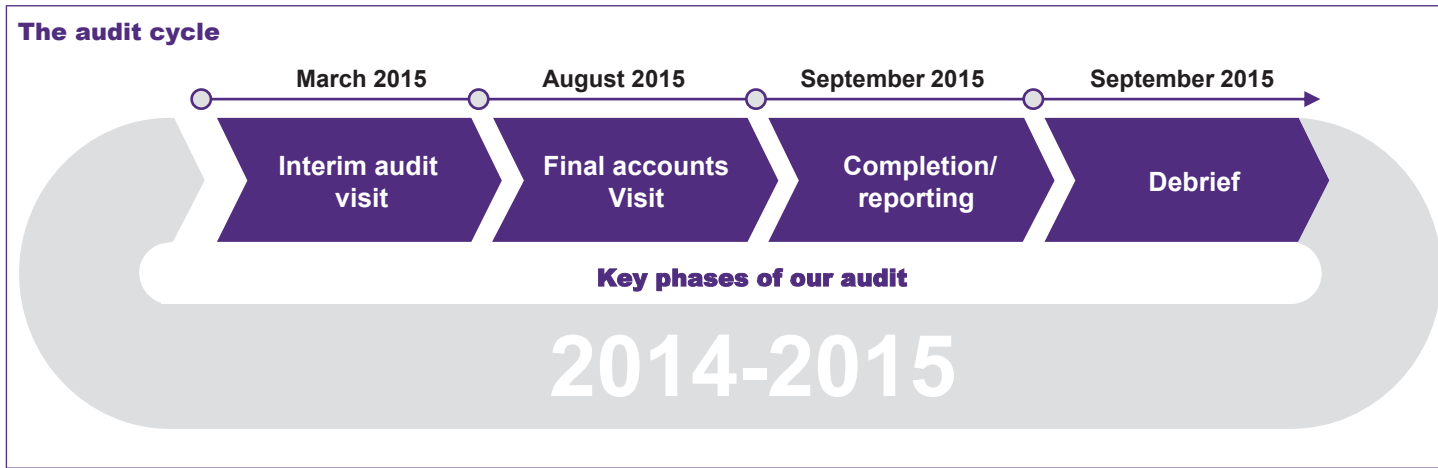 The audit cycle
March 2015
August 2015
September 2015
September 2015
Interim audit
visit
Final accounts
Visit
Completion/
reporting
Debrief
Key phases of our audit
2014-2015